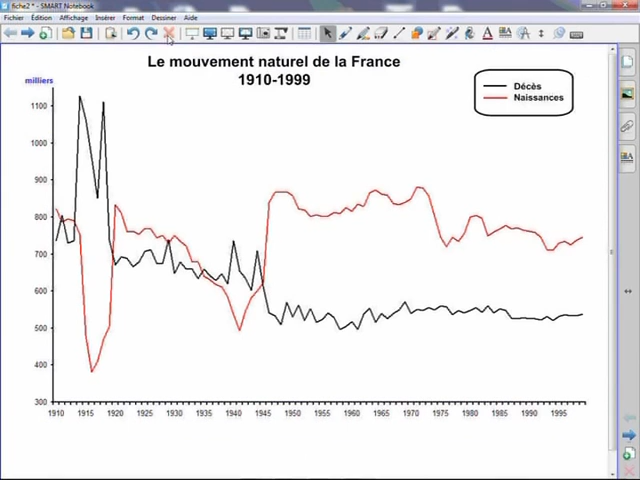 fiche2 * - SMART Notebook
Fichier Edition Affichage Insérer Format Dessiner Aide
Le mouvement naturel de la France
1910-1999
milliers
Décès
Naissances
1100
1000
900
800
700
600
500
400
300
1910 1915 1920 1925 1930 1935 1940 1945 1950 1955 1960 1965 1970 1975 1980 1985 1990 1995